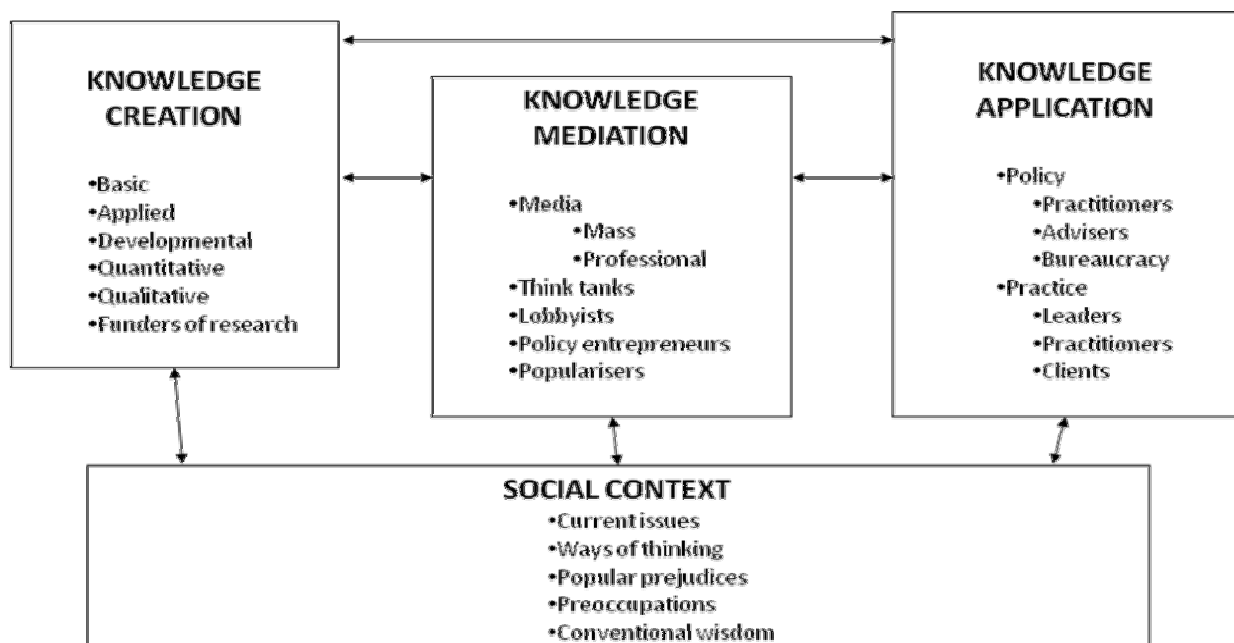 KNOWLEDGE
CREATION
•Basic
•Applied
•Developmental
•Quantitative
•Qualitative
•Funders of research
KNOWLEDGE
MEDIATION
•Media
•Mass
•Professional
•Think tanks
•Lobbyists
•Policy entrepreneurs
•Popularisers
KNOWLEDGE
APPLICATION
•Policy
•Practitioners
•Advisers
•Bureaucracy
•Practice
•Leaders
•Practitioners
•Clients
SOCIAL CONTEXT
•Current issues
•Ways of thinking
•Popular prejudices
•Preoccupations
•Conventional wisdom